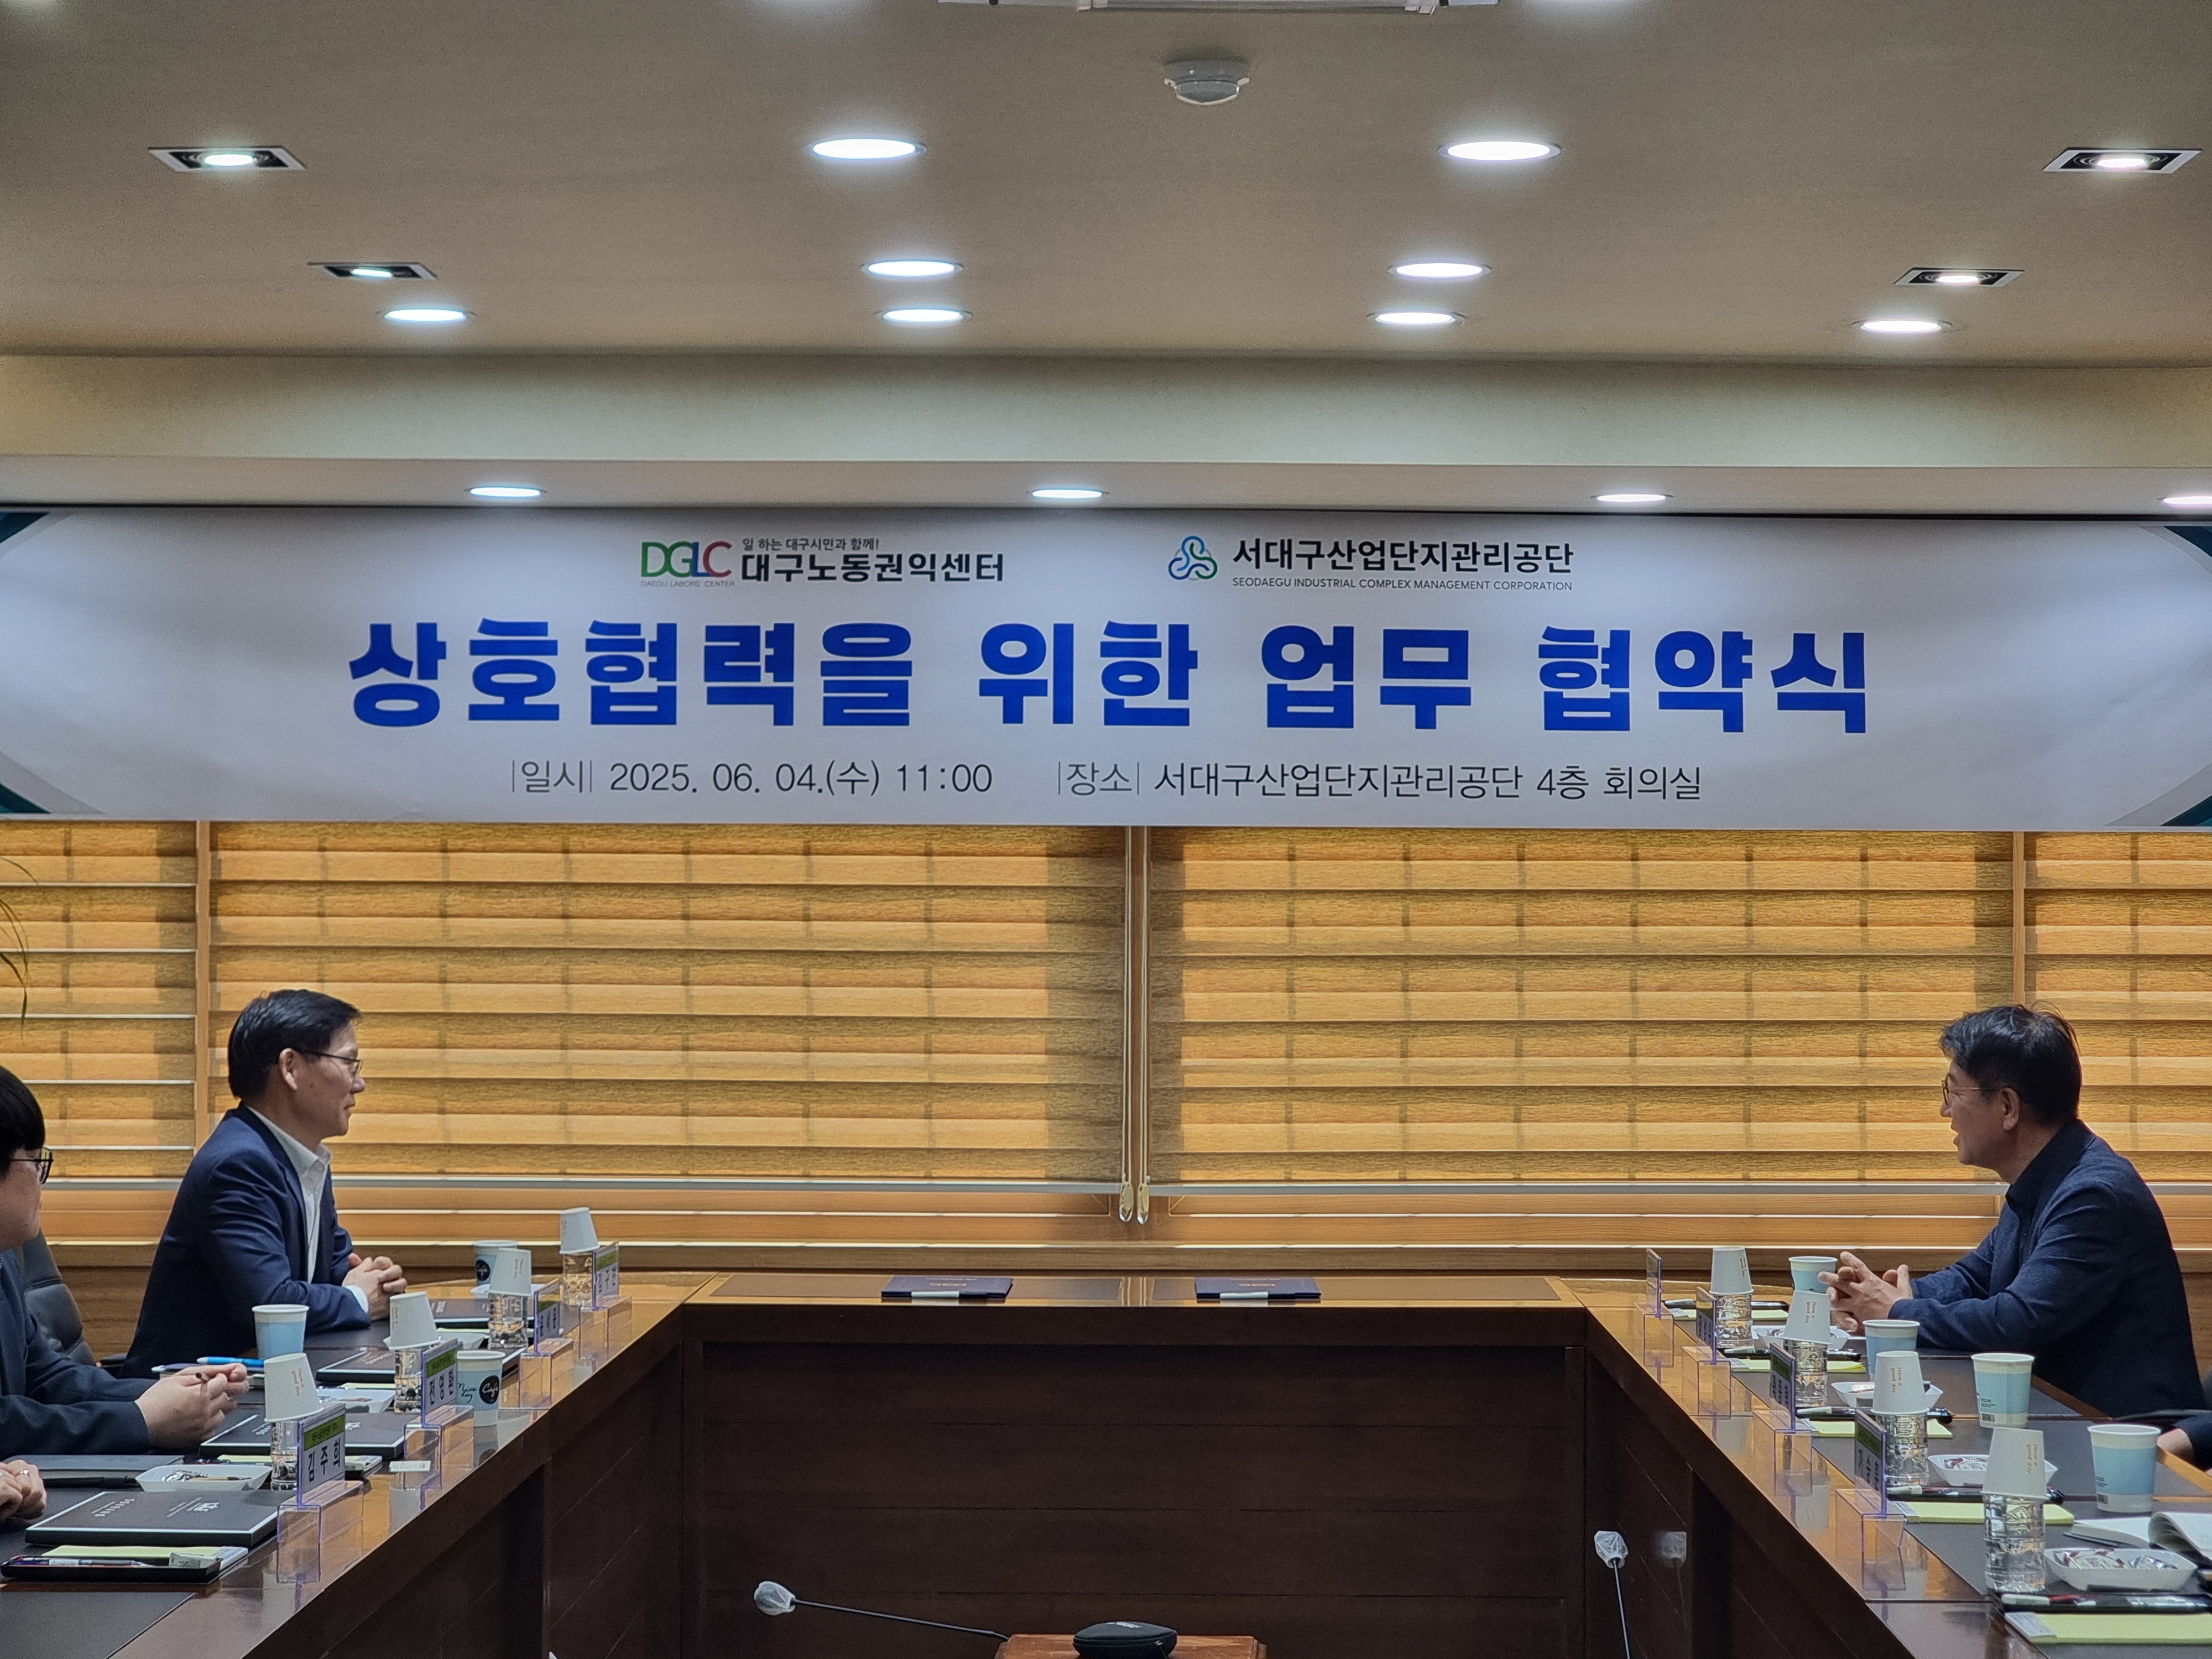 일 하는 대구시민과 함께!
DGLC 대구노동권익센터
DAEGU LABORS' CENTER
서대구산업단지관리공단
SEODAEGU INDUSTRIAL COMPLEX MANAGEMENT CORPORATION
상호협력을 위한 업무 협약식
|일시| 2025. 06. 04.(수) 11:00
|장소| 서대구산업단지관리공단 4층 회의실
Cafe
김주희